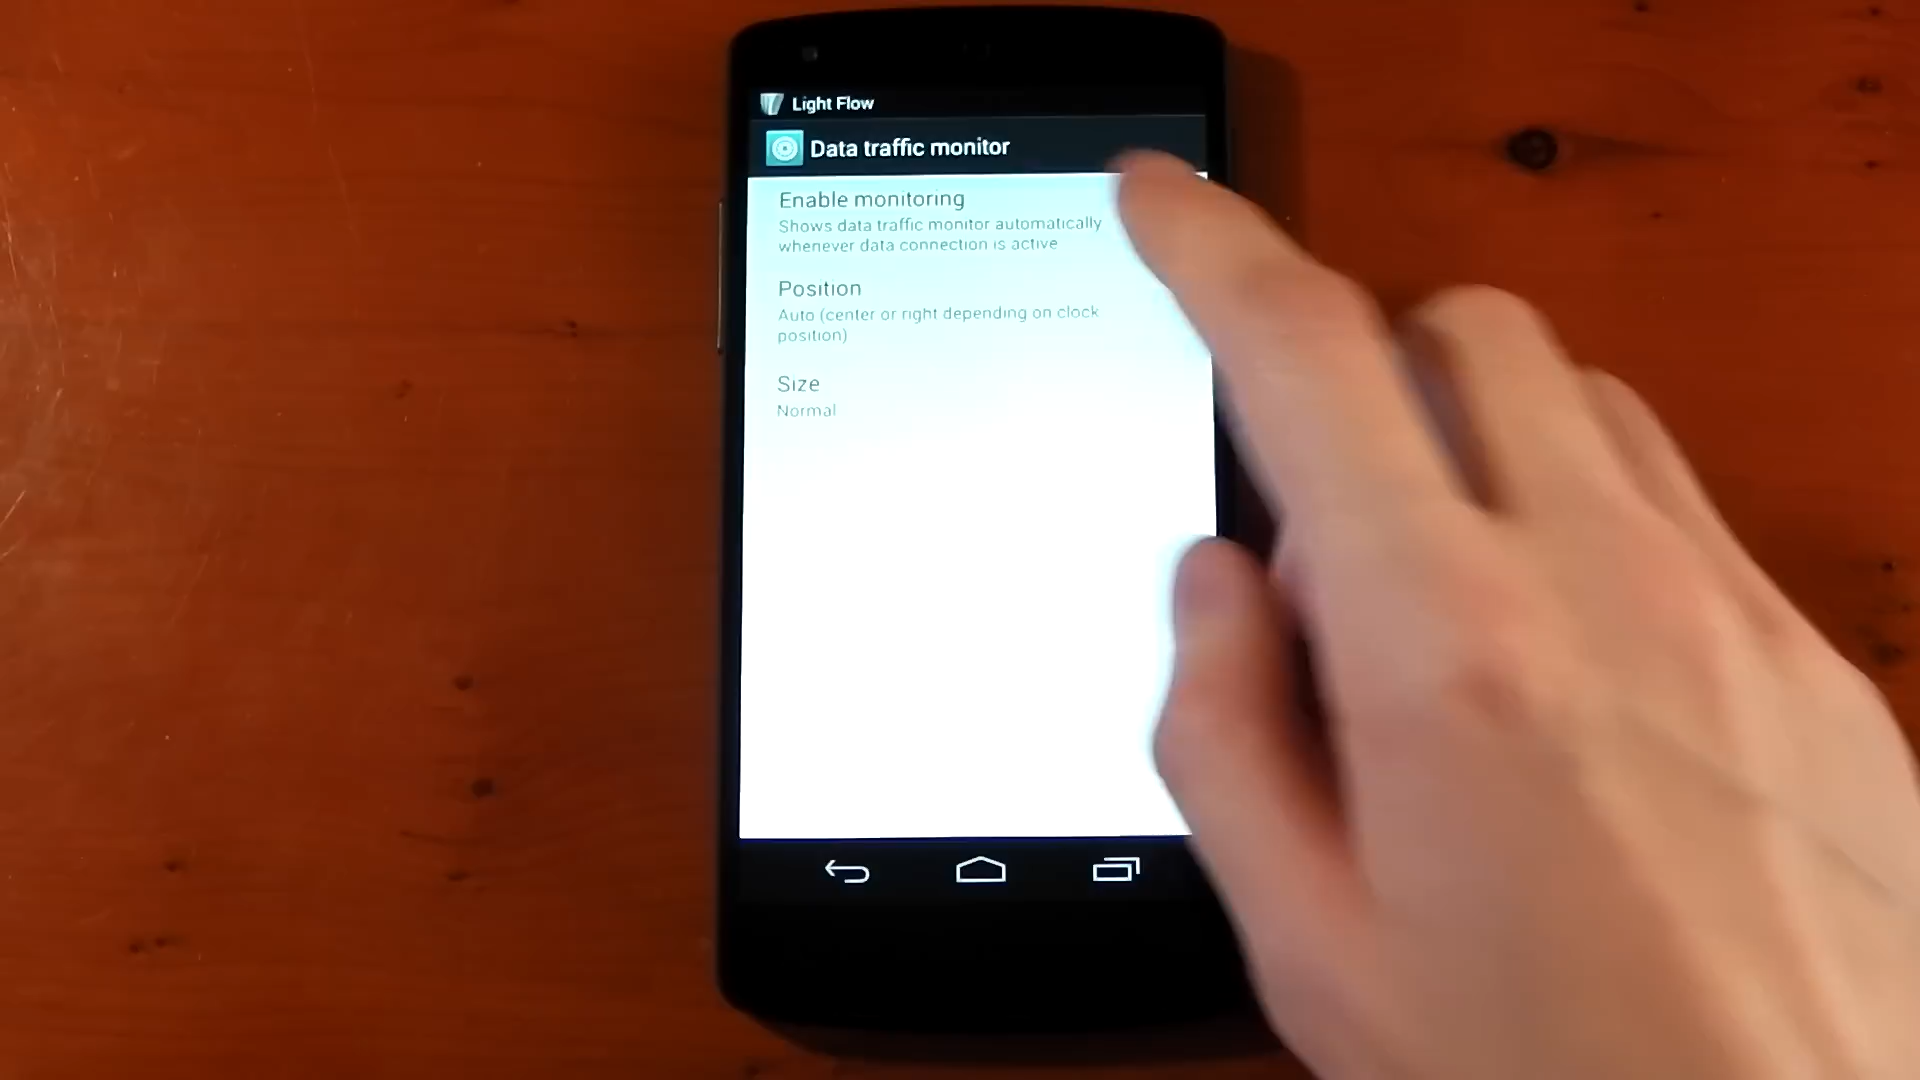 Light Flow
Data traffic monitor
Enable monitoring
Shows data traffic monitor automatically
whenever data connection is active
Position
Auto (center or right depending on clock
position)
Size
Normal